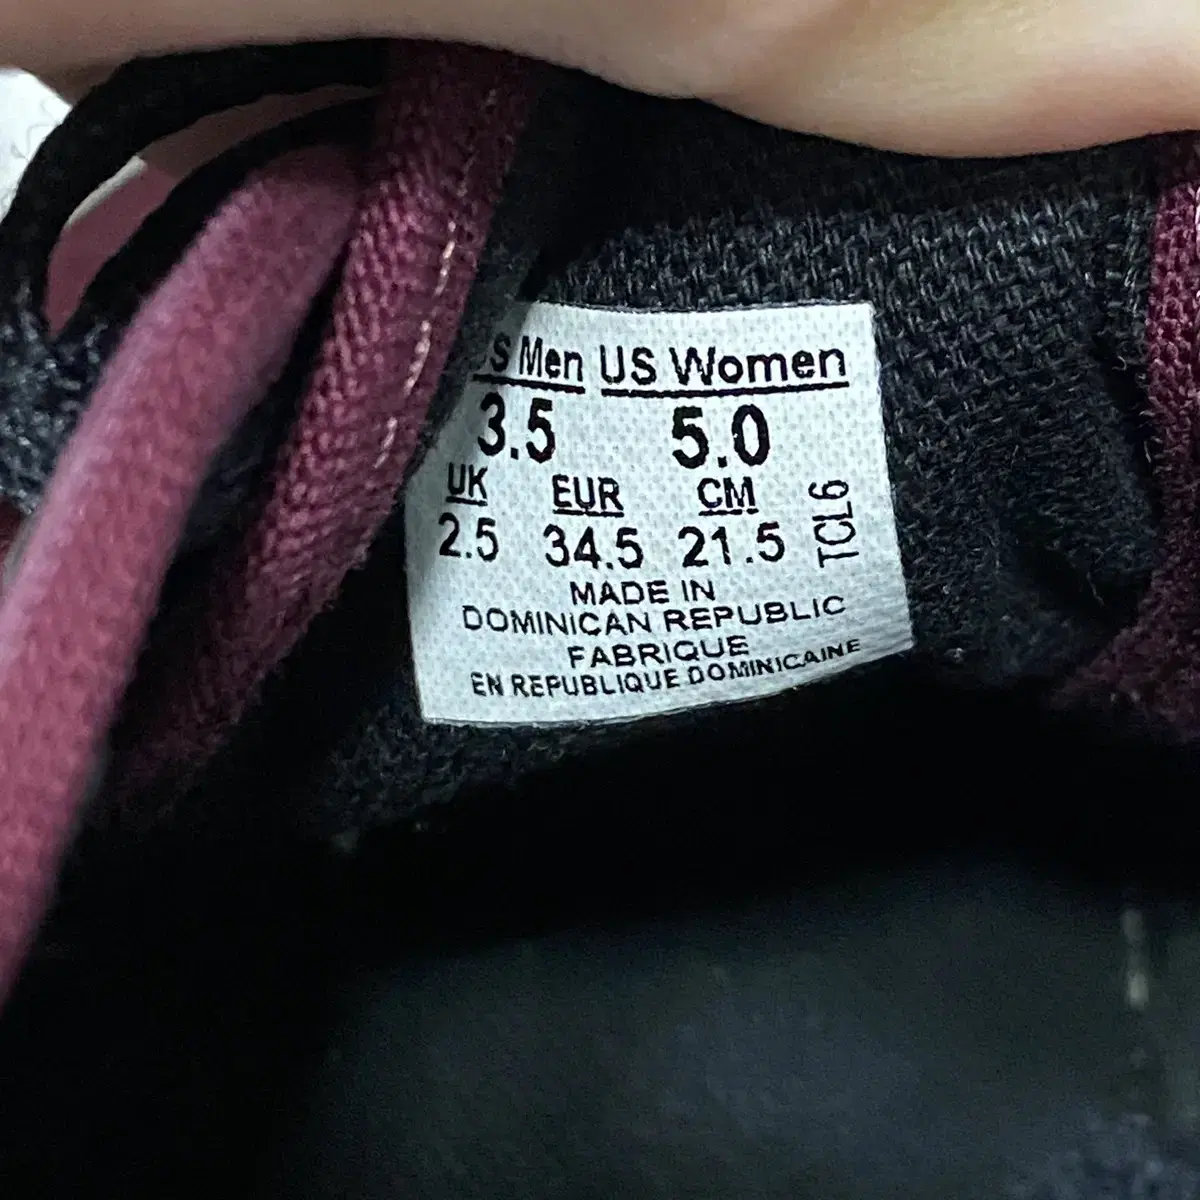 US Men US Women
3.5 5.0
UK EUR CM
2.5 34.5 21.5 TCL6
MADE IN
DOMINICAN REPUBLIC
FABRIQUE
EN REPUBLIQUE DOMINICAINE